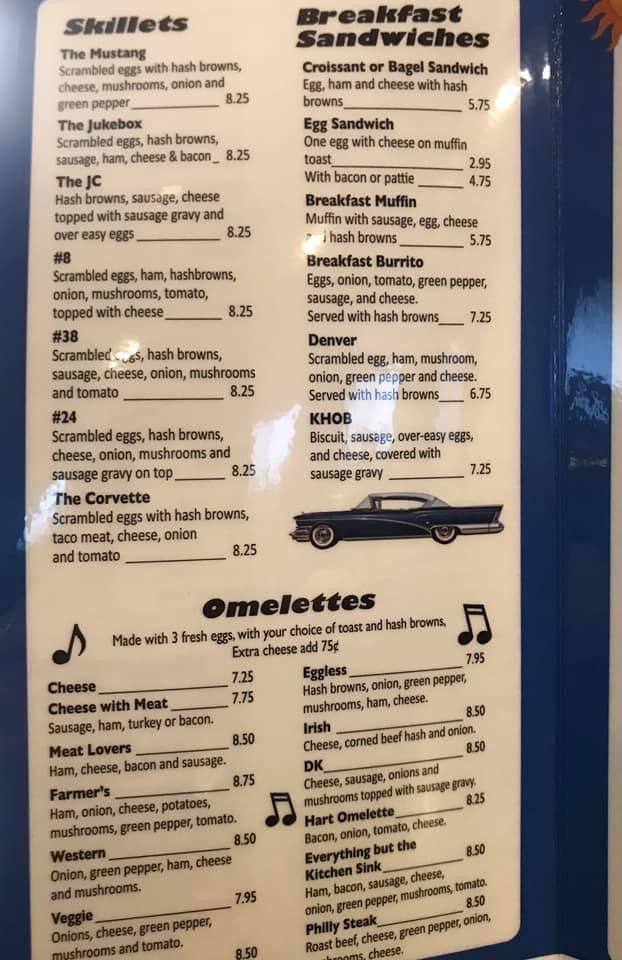 Skillets
The Mustang
Scrambled eggs with hash browns,
cheese, mushrooms, onion and
green pepper 8.25
The Jukebox
Scrambled eggs, hash browns,
sausage, ham, cheese & bacon 8.25
The JC
Hash browns, sausage, cheese
topped with sausage gravy and
over easy eggs 8.25
#8
Scrambled eggs, ham, hashbrowns,
onion, mushrooms, tomato,
topped with cheese 8.25
#38
Scrambled eggs, hash browns,
sausage, cheese, onion, mushrooms
and tomato 8.25
#24
Scrambled eggs, hash browns,
cheese, onion, mushrooms and
sausage gravy on top 8.25
The Corvette
Scrambled eggs with hash browns,
taco meat, cheese, onion
and tomato 8.25
Breakfast
Sandwiches
Croissant or Bagel Sandwich
Egg, ham and cheese with hash
browns 5.75
Egg Sandwich
One egg with cheese on muffin
toast 2.95
With bacon or pattie 4.75
Breakfast Muffin
Muffin with sausage, egg, cheese
and hash browns 5.75
Breakfast Burrito
Eggs, onion, tomato, green pepper,
sausage, and cheese.
Served with hash browns 7.25
Denver
Scrambled egg, ham, mushroom,
onion, green pepper and cheese.
Served with hash browns 6.75
KHOB
Biscuit, sausage, over-easy eggs,
and cheese, covered with
sausage gravy 7.25
Omelettes
Made with 3 fresh eggs, with your choice of toast and hash browns,
Extra cheese add 75¢
Cheese 7.25
Cheese with Meat 7.75
Sausage, ham, turkey or bacon.
Meat Lovers 8.50
Ham, cheese, bacon and sausage.
Farmer's 8.75
Ham, onion, cheese, potatoes,
mushrooms, green pepper, tomato.
Western 8.50
Onion, green pepper, ham, cheese
and mushrooms.
Veggie 7.95
Onions, cheese, green pepper,
mushrooms and tomato.
8.50
Eggless 7.95
Hash browns, onion, green pepper,
mushrooms, ham, cheese.
Irish 8.50
Cheese, corned beef hash and onion.
DK 8.50
Cheese, sausage, onions and
mushrooms topped with sausage gravy.
Hart Omelette 8.25
Bacon, onion, tomato, cheese.
Everything but the
Kitchen Sink 8.50
Ham, bacon, sausage, cheese,
onion, green pepper, mushrooms, tomato.
Philly Steak 8.50
Roast beef, cheese, green pepper, onion,
cheese.